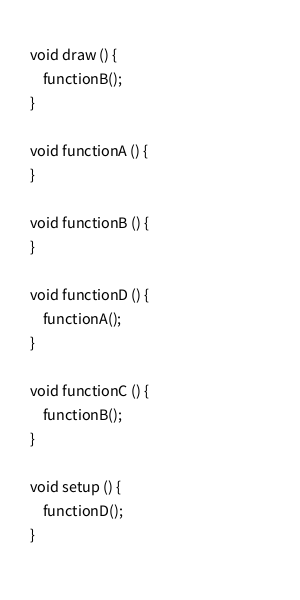 void draw () {
    functionB();
}

void functionA () {
}

void functionB () {
}

void functionD () {
    functionA();
}

void functionC () {
    functionB();
}

void setup () {
    functionD();
}